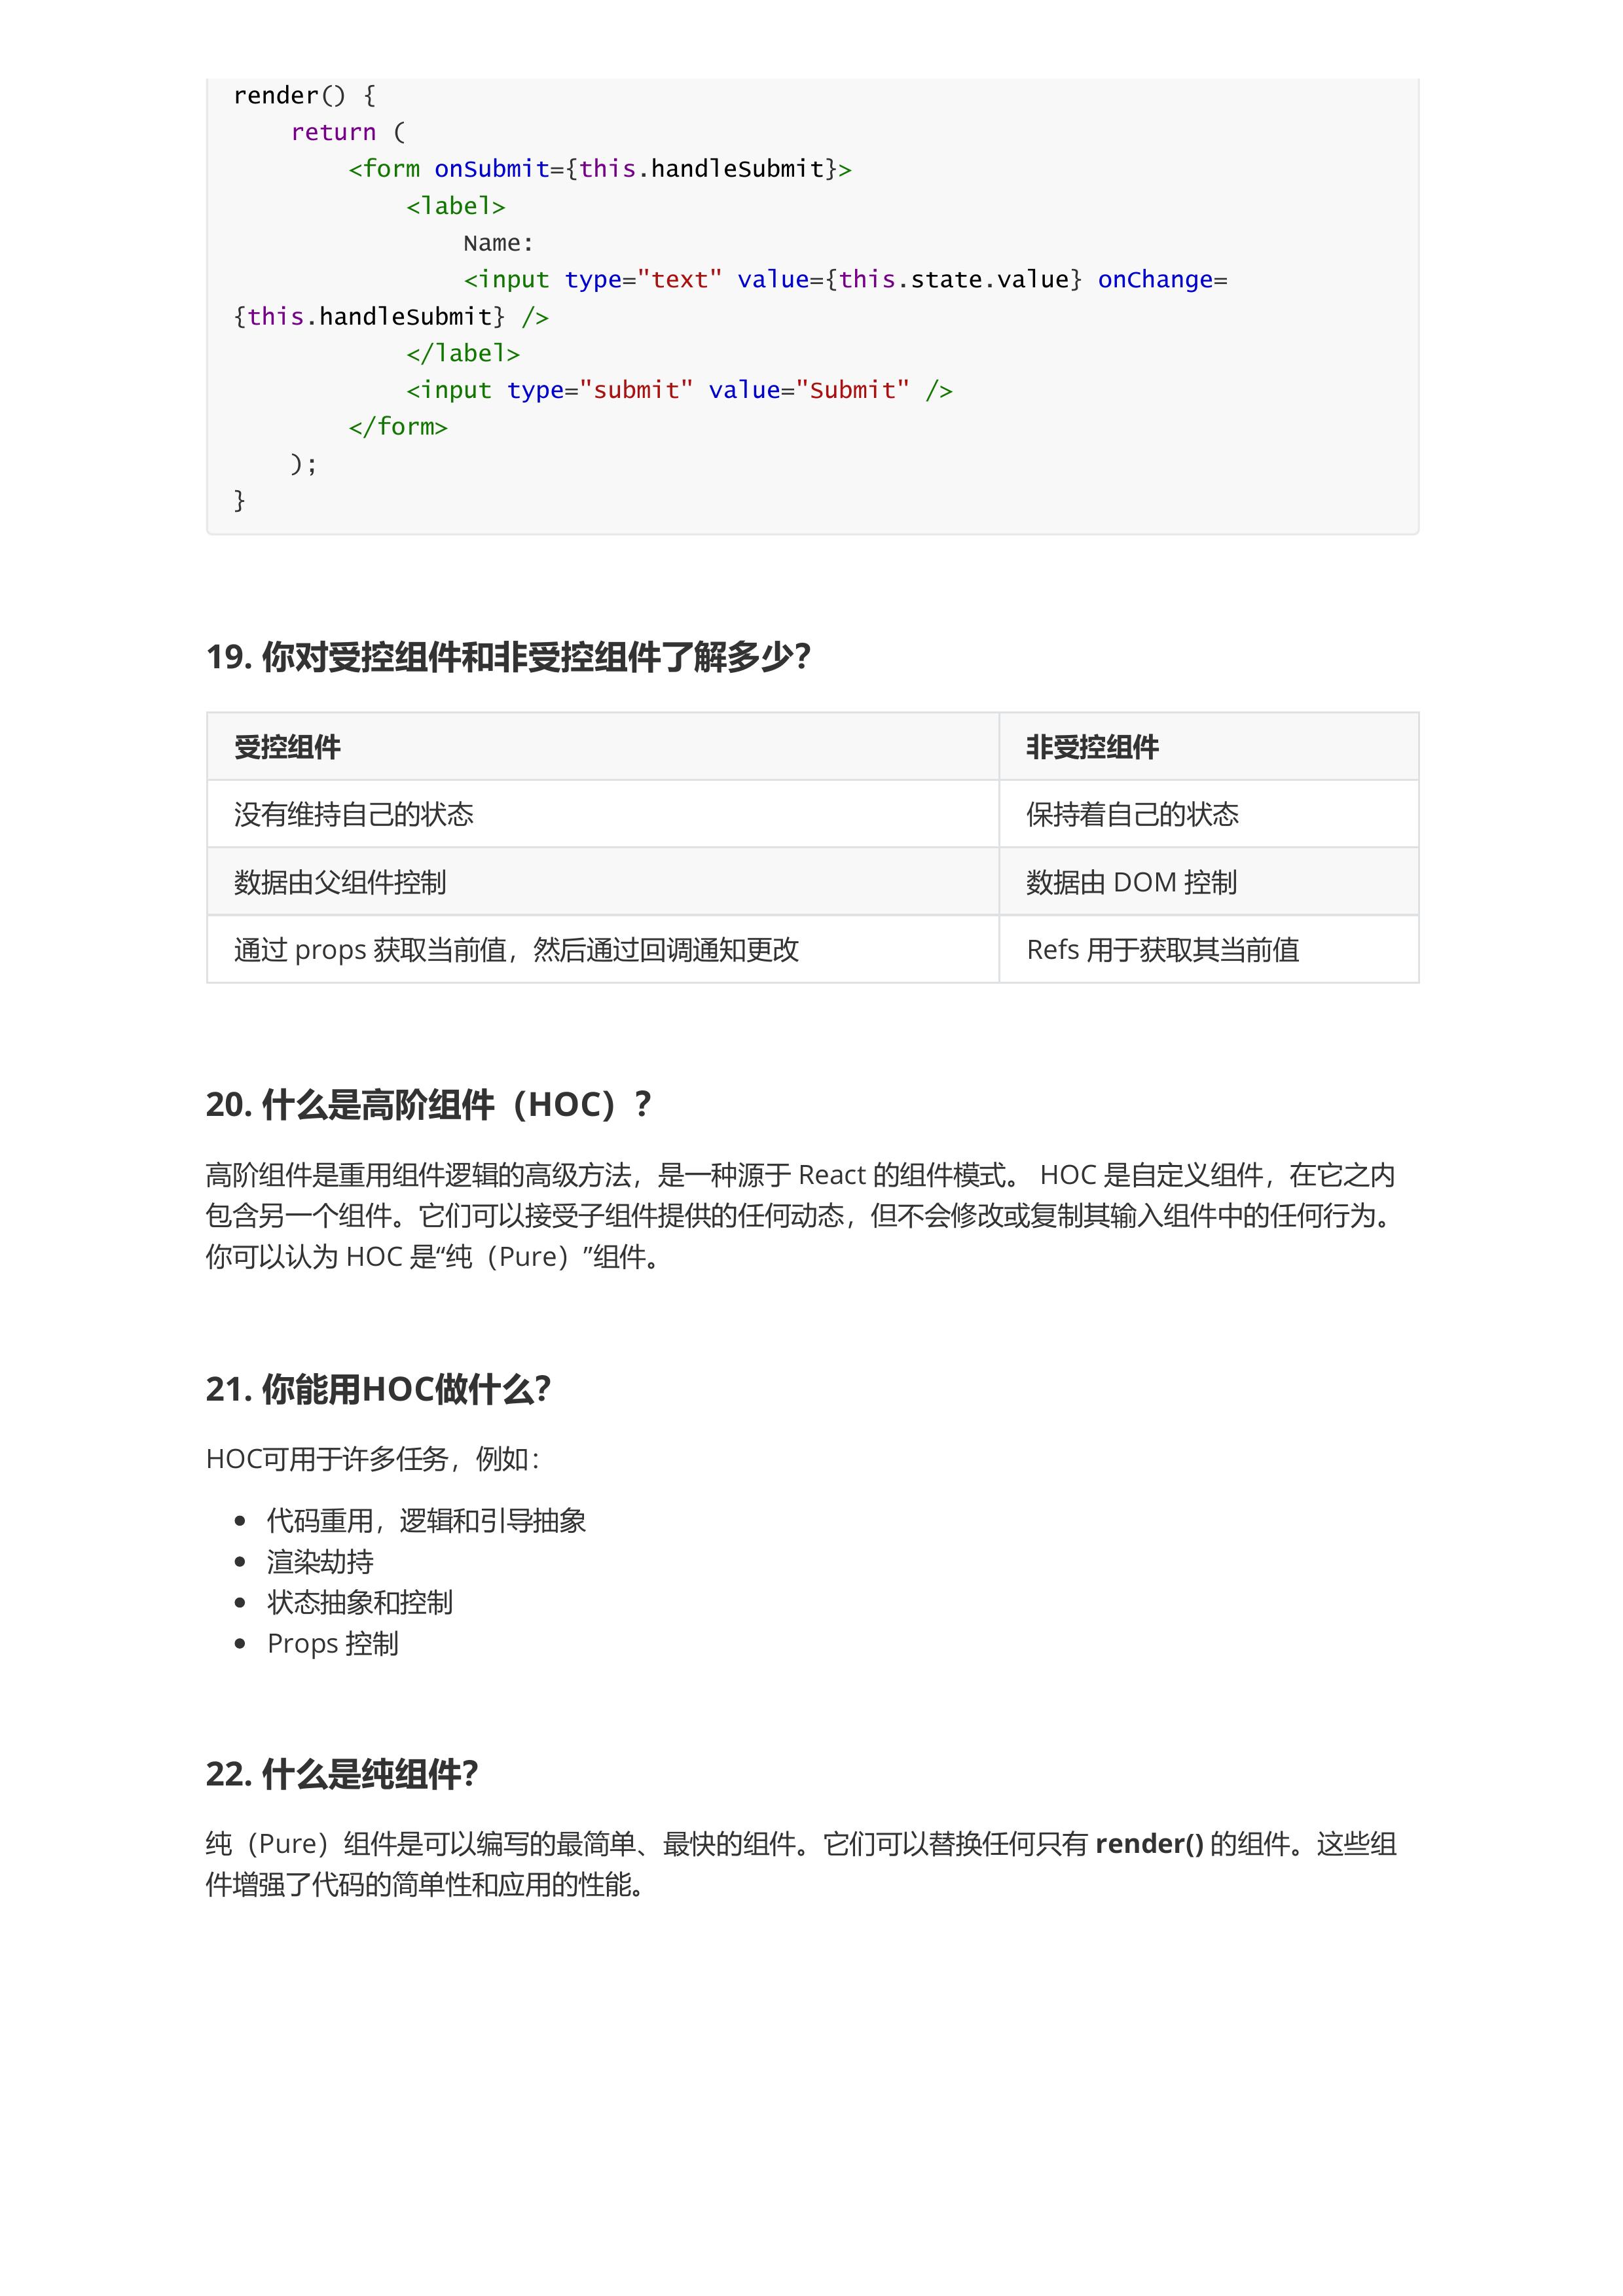 render() {
    return (
        <form onSubmit={this.handleSubmit}>
            <label>
                Name:
                <input type="text" value={this.state.value} onChange=
{this.handleSubmit} />
            </label>
            <input type="submit" value="Submit" />
        </form>
    );
}
19. 你对受控组件和非受控组件了解多少？
受控组件 非受控组件
没有维持自己的状态 保持着自己的状态
数据由父组件控制 数据由 DOM 控制
通过 props 获取当前值，然后通过回调通知更改 Refs 用于获取其当前值
20. 什么是高阶组件（HOC）？
高阶组件是重用组件逻辑的高级方法，是一种源于 React 的组件模式。 HOC 是自定义组件，在它之内
包含另一个组件。它们可以接受子组件提供的任何动态，但不会修改或复制其输入组件中的任何行为。
你可以认为 HOC 是“纯（Pure）”组件。
21. 你能用HOC做什么？
HOC可用于许多任务，例如：
• 代码重用，逻辑和引导抽象
• 渲染劫持
• 状态抽象和控制
• Props 控制
22. 什么是纯组件？
纯（Pure）组件是可以编写的最简单、最快的组件。它们可以替换任何只有 render() 的组件。这些组
件增强了代码的简单性和应用的性能。